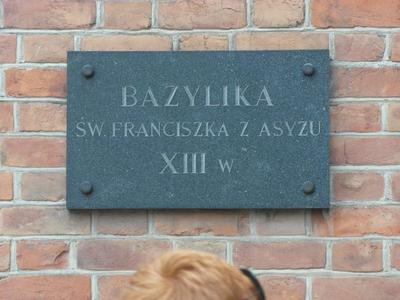 BAZYLIKA
ŚW. FRANCISZKA Z ASYŻU
XIII W.